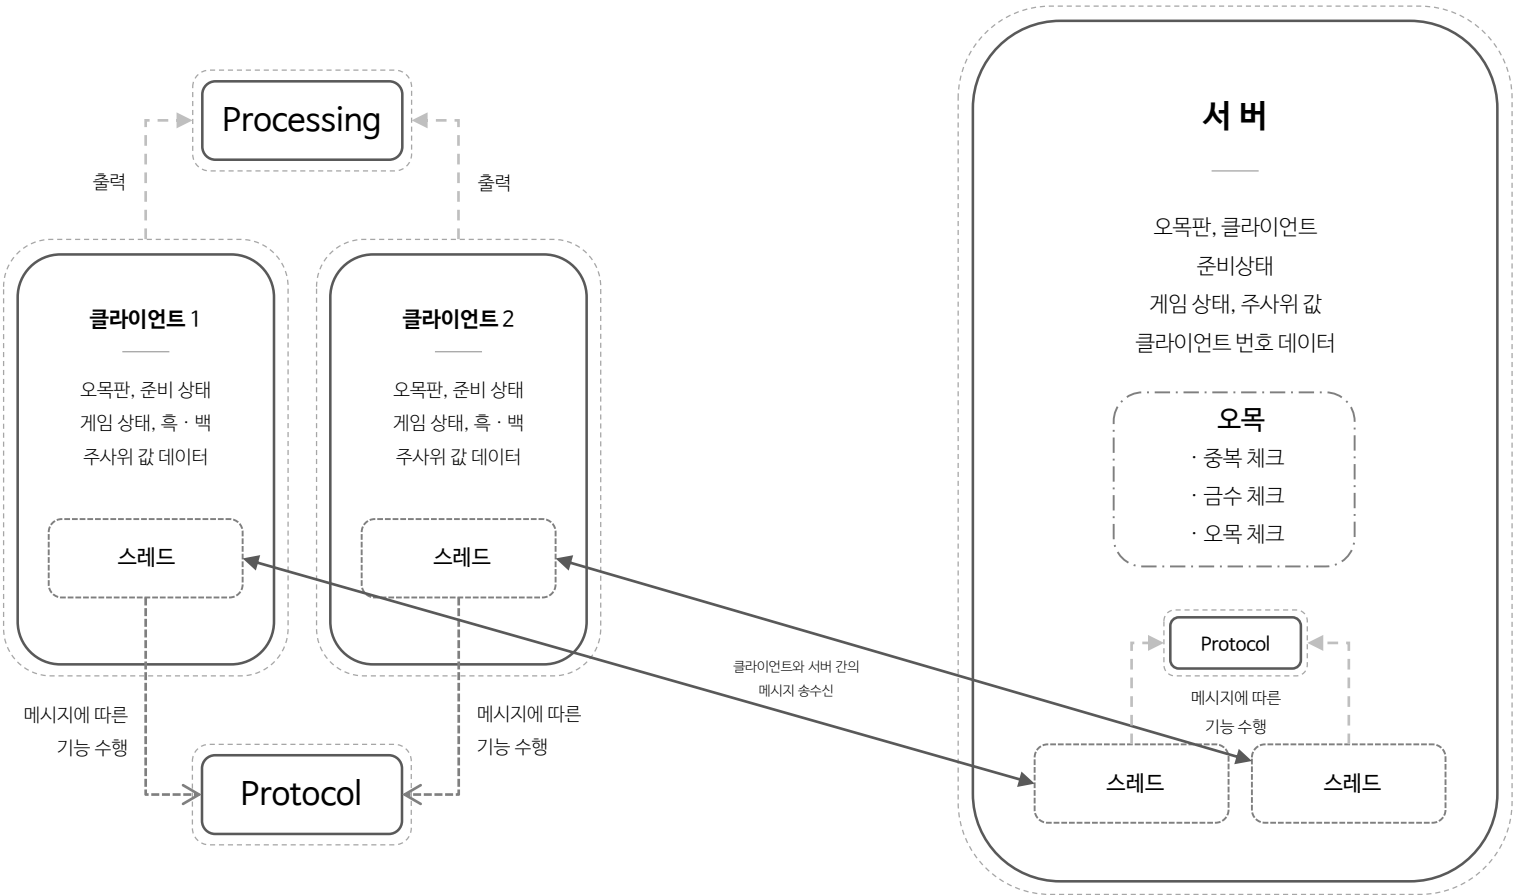 Processing
출력
출력
클라이언트 1
오목판, 준비 상태
게임 상태, 흑 · 백
주사위 값 데이터
스레드
클라이언트 2
오목판, 준비 상태
게임 상태, 흑 · 백
주사위 값 데이터
스레드
메시지에 따른
기능 수행
메시지에 따른
기능 수행
Protocol
클라이언트와 서버 간의
메시지 송수신
서 버
오목판, 클라이언트
준비상태
게임 상태, 주사위 값
클라이언트 번호 데이터
오목
· 중복 체크
· 금수 체크
· 오목 체크
Protocol
메시지에 따른
기능 수행
스레드
스레드